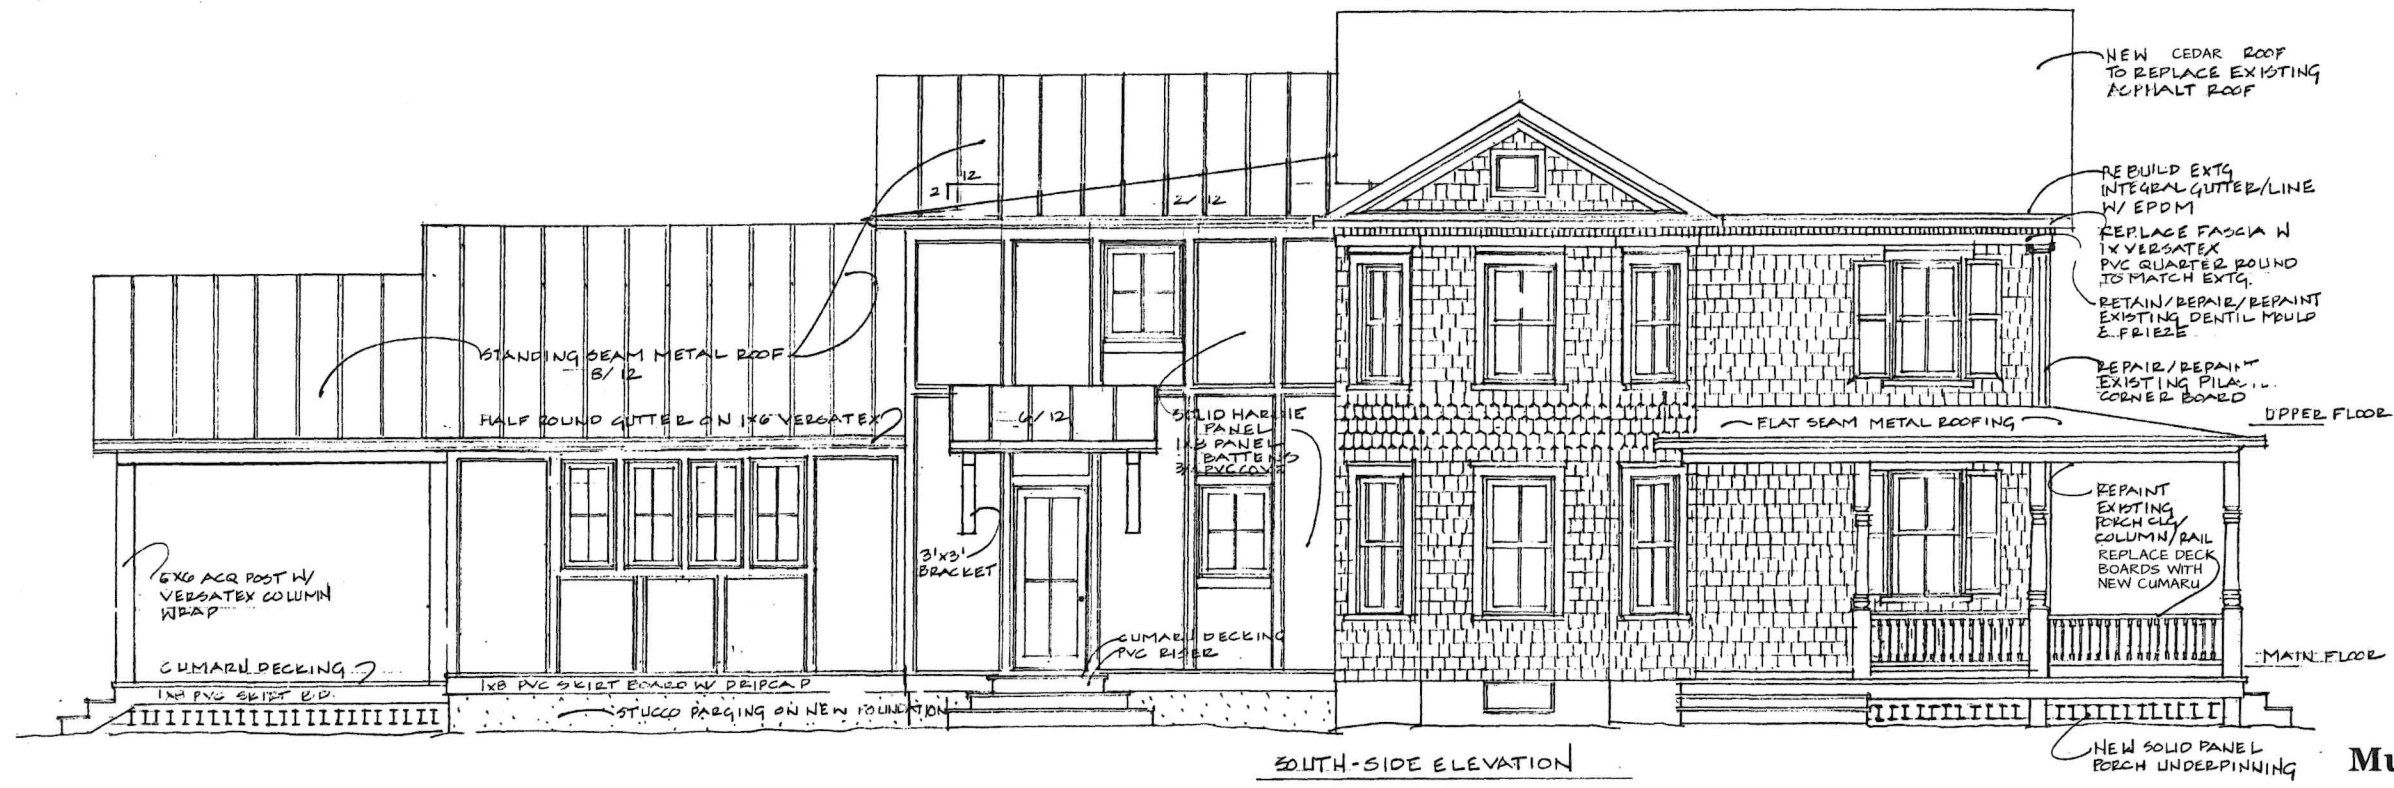 NEW CEDAR ROOF
TO REPLACE EXISTING
ASPHALT ROOF
REBUILD EXTG
INTEGRAL GUTTER/LINE
W/ EPDM
REPLACE FASCIA W
1X VERSATEX
PVC QUARTER ROUND
TO MATCH EXTG.
RETAIN/REPAIR/REPAINT
EXISTING DENTIL MOULD
& FRIEZE
REPAIR/REPAINT
EXISTING
CORNER BOARD
UPPER FLOOR
12
2
2/12
STANDING SEAM METAL ROOF
8/12
HALF ROUND GUTTER ON 1X6 VERSATEX
6/12
SOLID HARDIE
PANEL
1X3 PANEL
BATTENS
PVC COVE
FLAT SEAM METAL ROOFING
REPAINT
EXISTING
PORCH CLG/
COLUMN/RAIL
REPLACE DECK
BOARDS WITH
NEW CUMARU
3'X3'
BRACKET
6X6 ACQ POST W/
VERSATEX COLUMN
WRAP
CUMARU DECKING
PVC RISER
CUMARU DECKING
MAIN FLOOR
1X8 PVC SKIRT BD.
1X8 PVC SKIRT BOARD W/ DRIPCAP
STUCCO PARGING ON NEW FOUNDATION
NEW SOLID PANEL
PORCH UNDERPINNING
SOUTH-SIDE ELEVATION
Mu